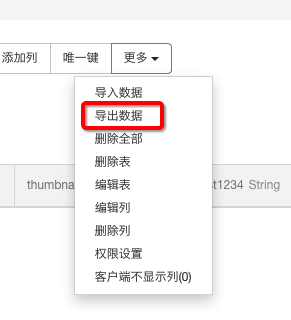 添加列 唯一键 更多
导入数据
导出数据
删除全部
删除表
编辑表
thumbna st1234 String
编辑列
删除列
权限设置
客户端不显示列(0)